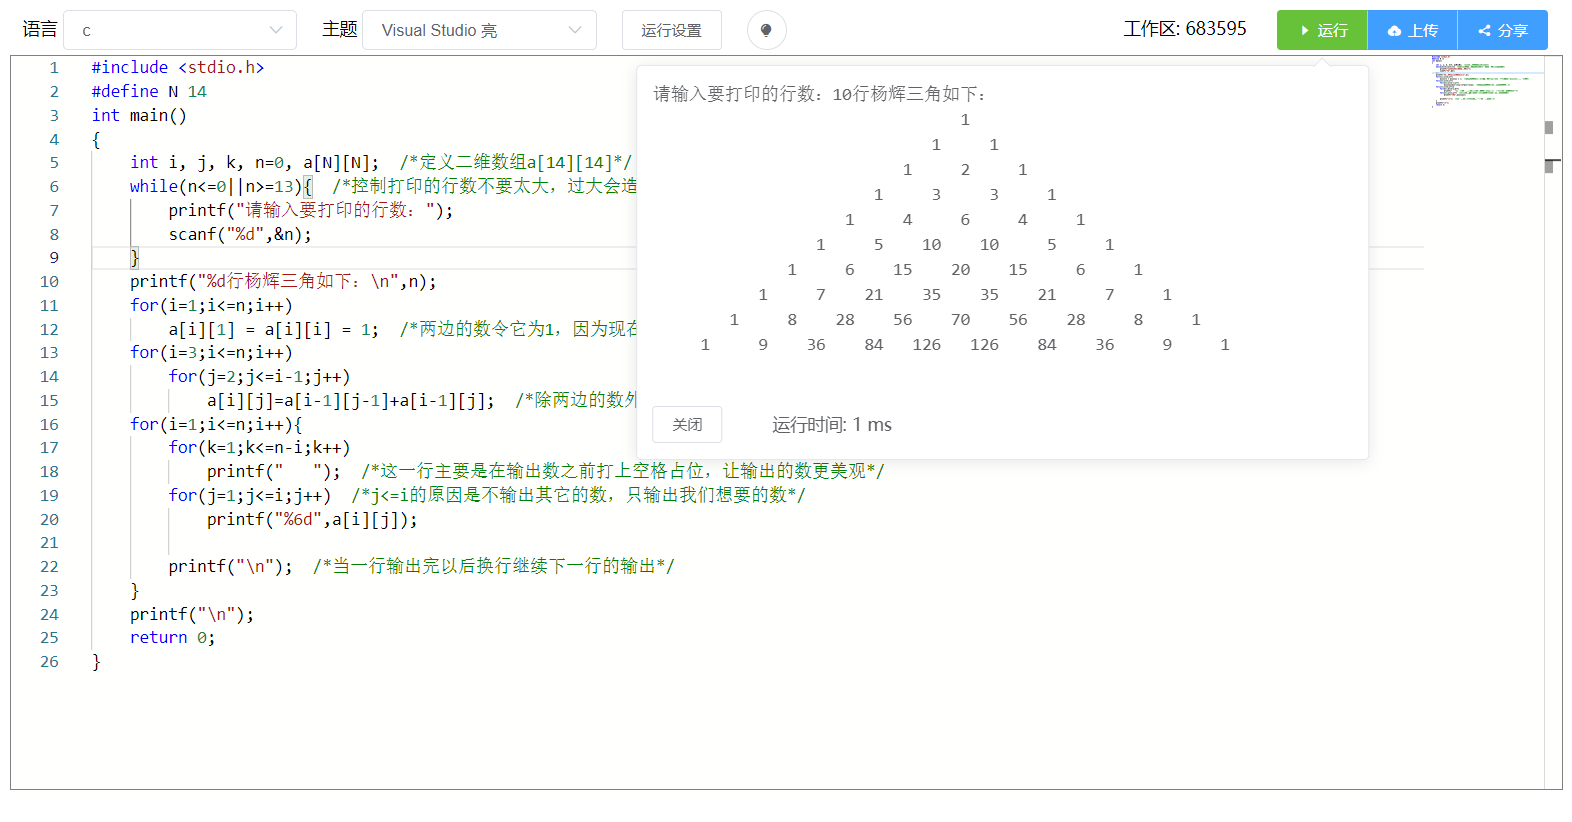 语言 c 主题 Visual Studio 亮 运行设置 工作区: 683595 运行 上传 分享
1 #include <stdio.h>
2 #define N 14
3 int main()
4 {
5 int i, j, k, n=0, a[N][N];  /*定义二维数组a[14][14]*/
6 while(n<=0||n>=13){  /*控制打印的行数不要太大，过大会造
7 printf("请输入要打印的行数：");
8 scanf("%d",&n);
9 }
10 printf("%d行杨辉三角如下：\n",n);
11 for(i=1;i<=n;i++)
12 a[i][1] = a[i][i] = 1;  /*两边的数令它为1，因为现在
13 for(i=3;i<=n;i++)
14 for(j=2;j<=i-1;j++)
15 a[i][j]=a[i-1][j-1]+a[i-1][j];  /*除两边的数外
16 for(i=1;i<=n;i++){
17 for(k=1;k<=n-i;k++)
18 printf("   ");  /*这一行主要是在输出数之前打上空格占位，让输出的数更美观*/
19 for(j=1;j<=i;j++)  /*j<=i的原因是不输出其它的数，只输出我们想要的数*/
20 printf("%6d",a[i][j]);
21
22 printf("\n");  /*当一行输出完以后换行继续下一行的输出*/
23 }
24 printf("\n");
25 return 0;
26 }
请输入要打印的行数：10行杨辉三角如下：
1
1 1
1 2 1
1 3 3 1
1 4 6 4 1
1 5 10 10 5 1
1 6 15 20 15 6 1
1 7 21 35 35 21 7 1
1 8 28 56 70 56 28 8 1
1 9 36 84 126 126 84 36 9 1
关闭 运行时间: 1 ms